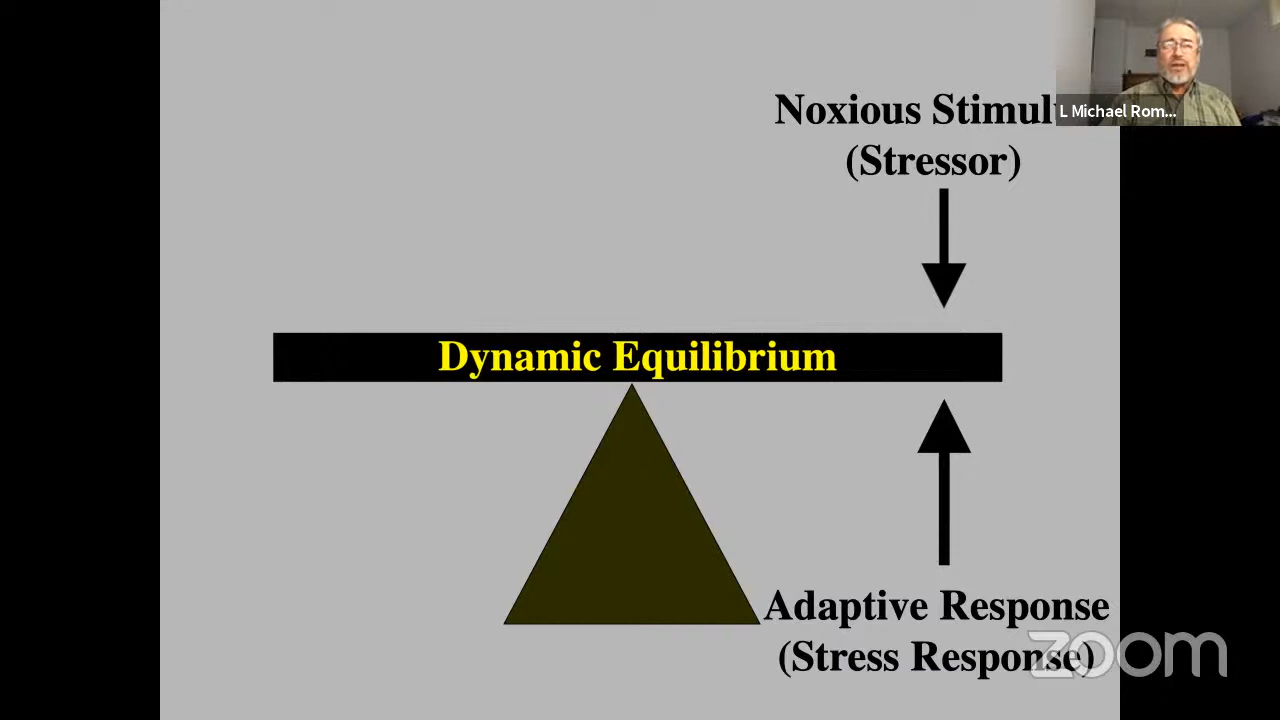 Noxious Stimul
(Stressor)
L Michael Rom...
Dynamic Equilibrium
Adaptive Response
(Stress Response)
zoom